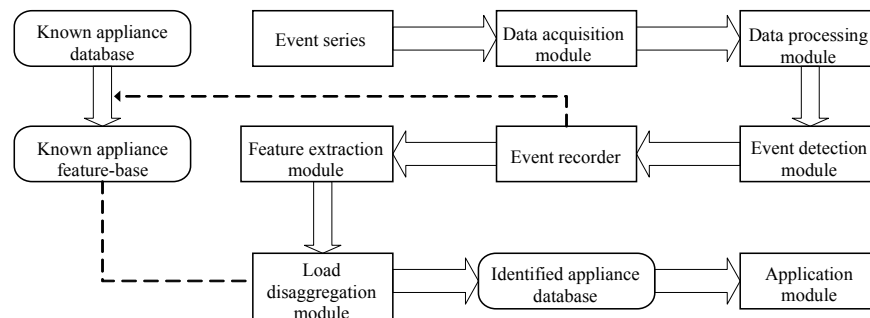 Known appliance
database
Event series
Data acquisition
module
Data processing
module
Known appliance
feature-base
Feature extraction
module
Event recorder
Event detection
module
Load
disaggregation
module
Identified appliance
database
Application
module